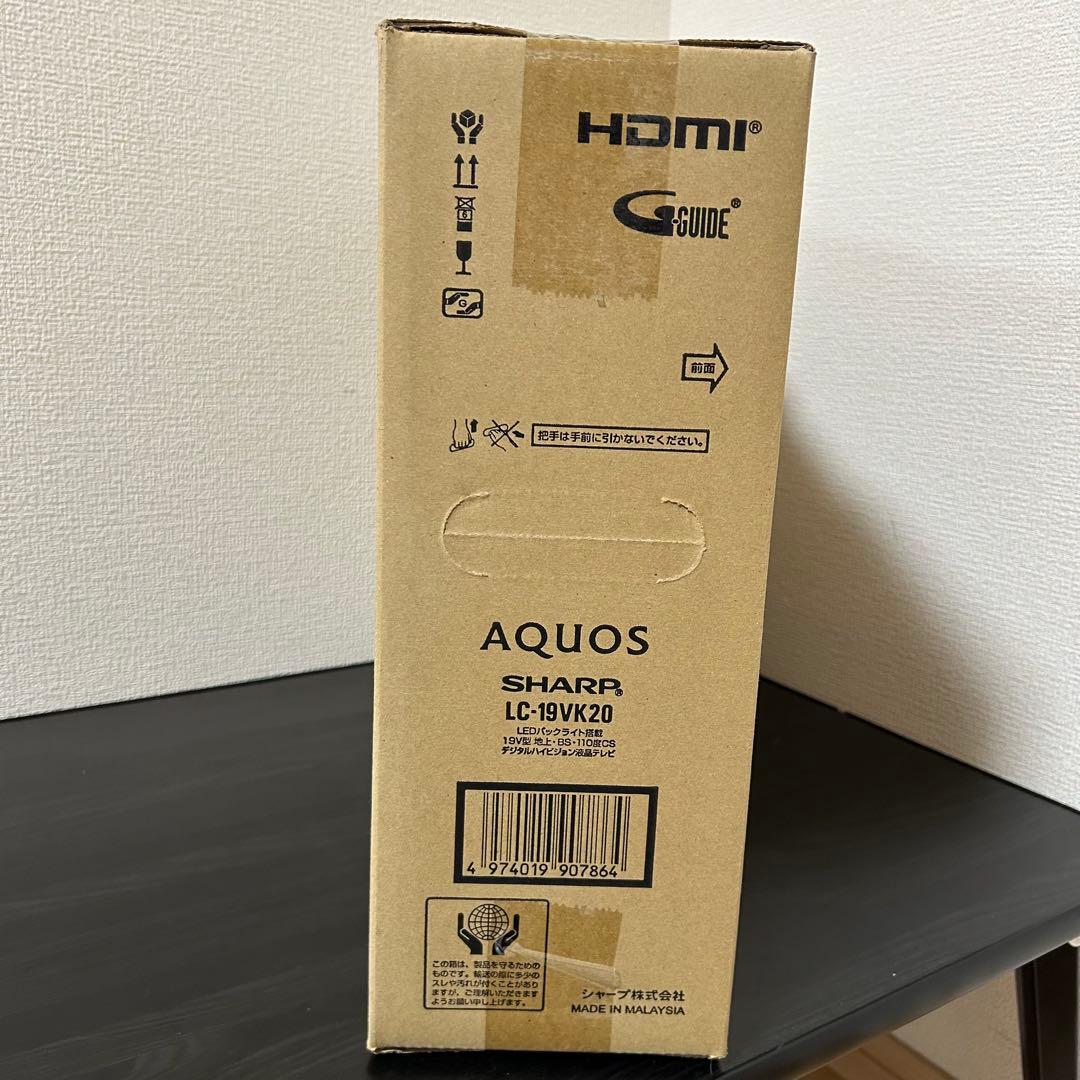 HDMI®
G-GUIDE®
前面
把手は手前に引かないでください。
AQUOS
SHARP®
LC-19VK20
LEDバックライト搭載
19V型 地上・BS・110度CS
デジタルハイビジョン液晶テレビ
4 974019 907864
この箱は、製品を守るための
ものです。輸送の際に多少の
スレや汚れが付くことがあり
ますが、ご理解いただきます
ようお願い申し上げます。
シャープ株式会社
MADE IN MALAYSIA